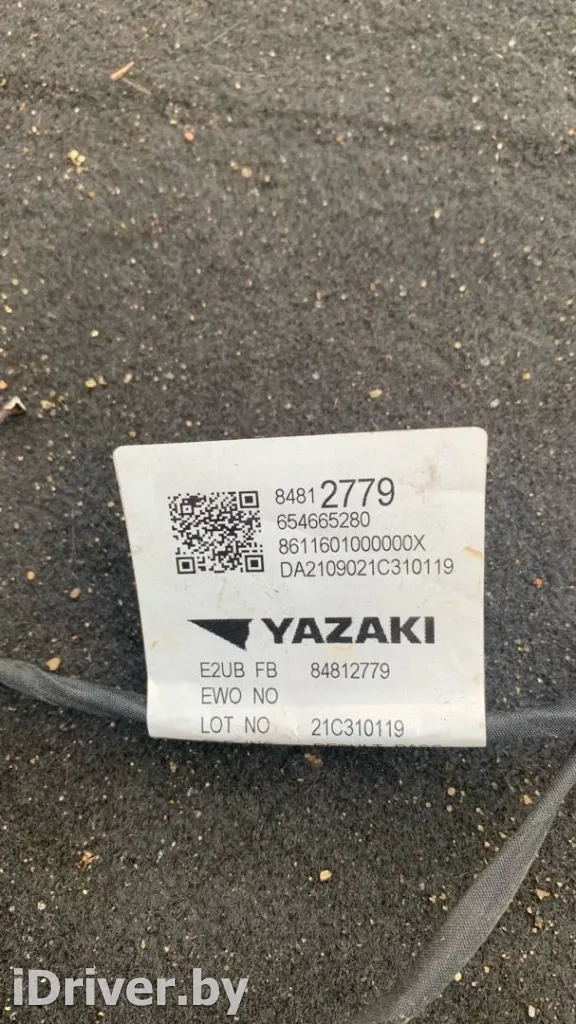 84812779
654665280
8611601000000X
DA2109021C310119
YAZAKI
E2UB FB 84812779
EWO NO
LOT NO 21C310119
iDriver.by